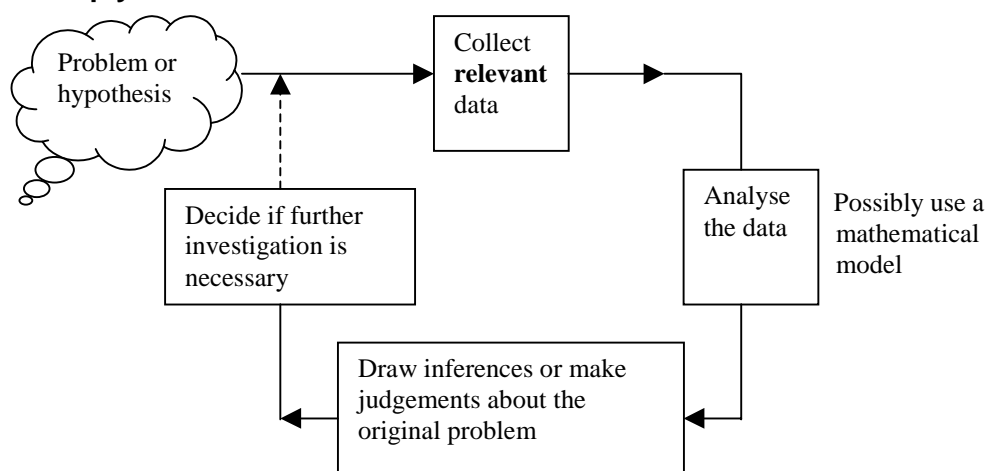 Problem or
hypothesis
Collect
relevant
data
Analyse
the data
Possibly use a
mathematical
model
Draw inferences or make
judgements about the
original problem
Decide if further
investigation is
necessary